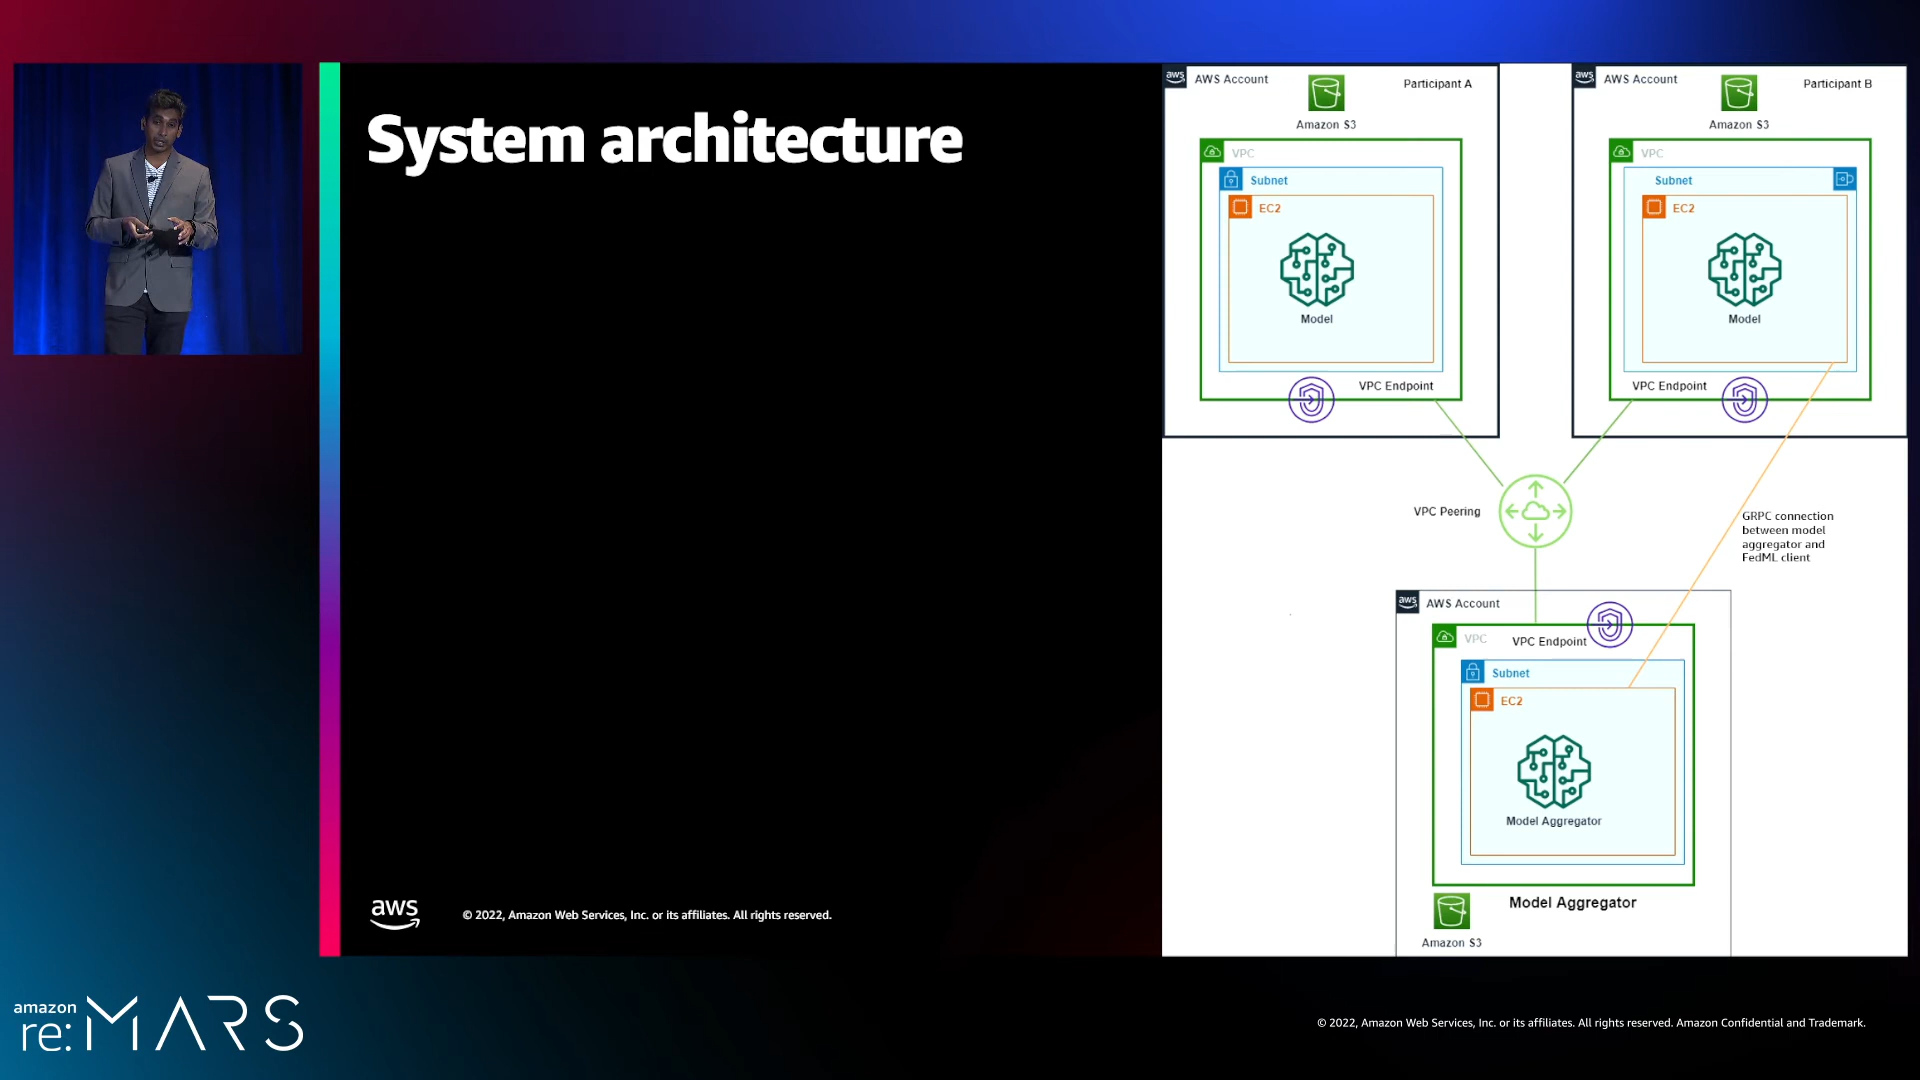 System architecture
aws
AWS Account
Participant A
Amazon S3
VPC
Subnet
EC2
Model
VPC Endpoint
aws
AWS Account
Participant B
Amazon S3
VPC
Subnet
EC2
Model
VPC Endpoint
VPC Peering
GRPC connection
between model
aggregator and
FedML client
aws
AWS Account
VPC
VPC Endpoint
Subnet
EC2
Model Aggregator
Model Aggregator
Amazon S3
aws
© 2022, Amazon Web Services, Inc. or its affiliates. All rights reserved.
amazon
re:MARS
© 2022, Amazon Web Services, Inc. or its affiliates. All rights reserved. Amazon Confidential and Trademark.